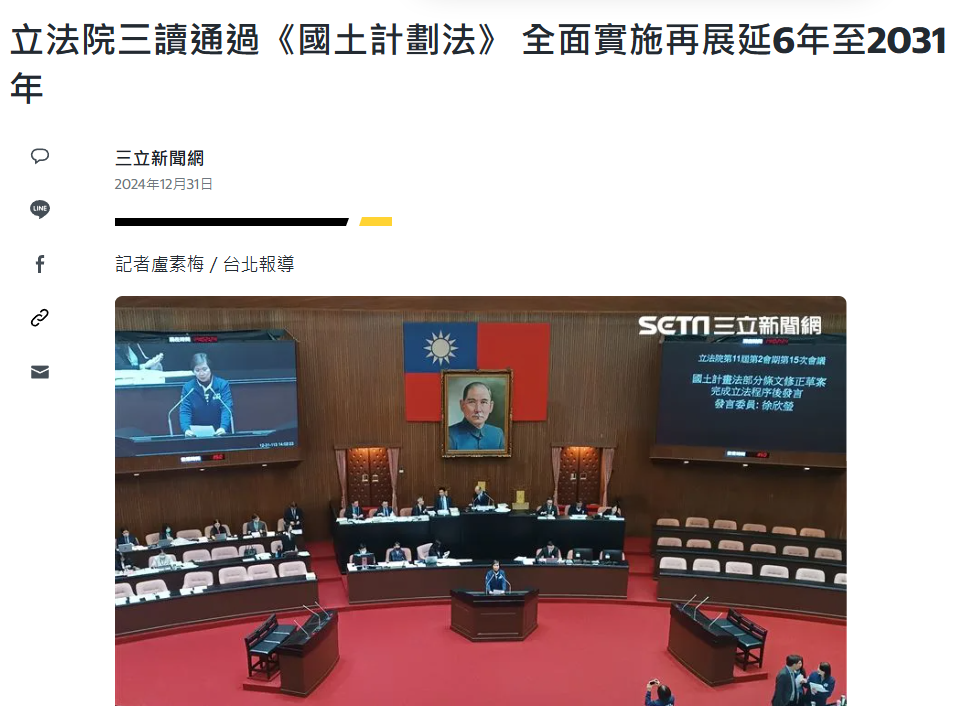 立法院三讀通過《國土計劃法》 全面實施再展延6年至2031
年
三立新聞網
2024年12月31日
LINE
記者盧素梅 / 台北報導
SETN三立新聞網
立法院第11屆第2會期第15次會議
國土計畫法部分條文修正草案
完成立法程序後發言
發言委員: 徐欣瑩